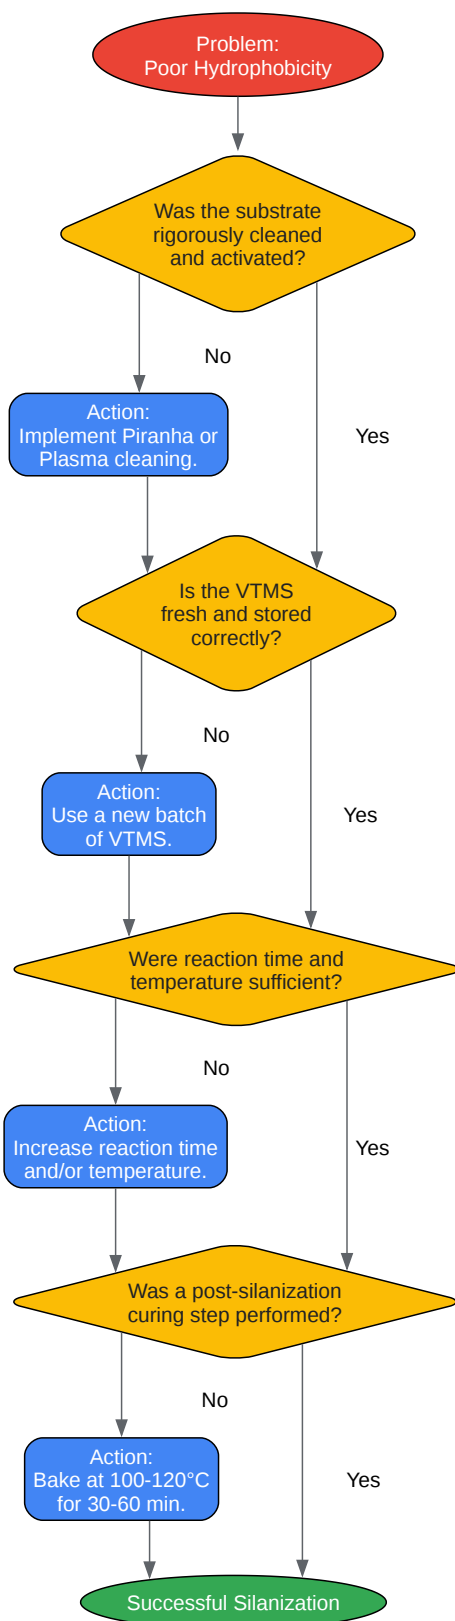 Problem:
Poor Hydrophobicity
Was the substrate
rigorously cleaned
and activated?
No
Action:
Implement Piranha or
Plasma cleaning.
Yes
Is the VTMS
fresh and stored
correctly?
No
Action:
Use a new batch
of VTMS.
Yes
Were reaction time and
temperature sufficient?
No
Action:
Increase reaction time
and/or temperature.
Yes
Was a post-silanization
curing step performed?
No
Action:
Bake at 100-120°C
for 30-60 min.
Yes
Successful Silanization